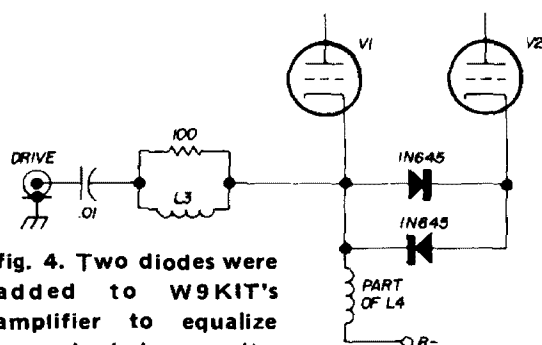 V1
V2
100
DRIVE
.01
L3
1N645
1N645
PART
OF L4
B-
fig. 4. Two diodes were
added to W9KIT's
amplifier to equalize